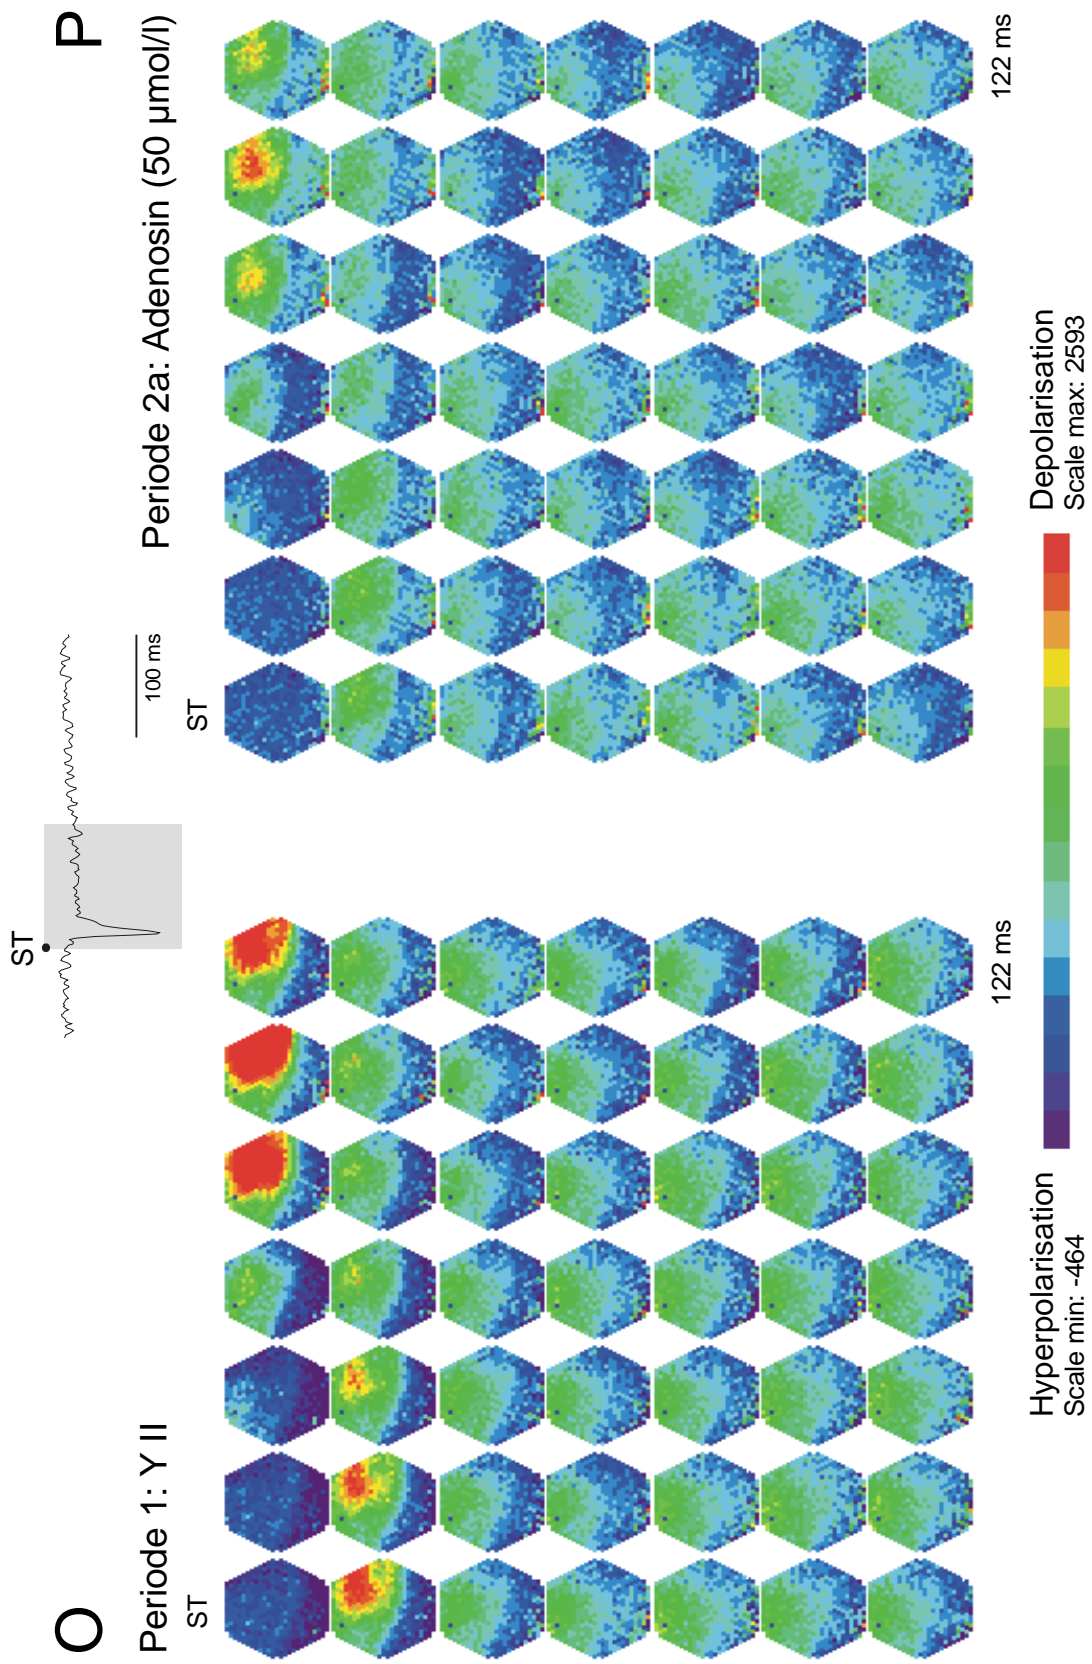 O
P
ST
100 ms
Periode 1: Y II
Periode 2a: Adenosin (50 µmol/l)
ST
ST
122 ms
122 ms
Hyperpolarisation
Scale min: -464
Depolarisation
Scale max: 2593